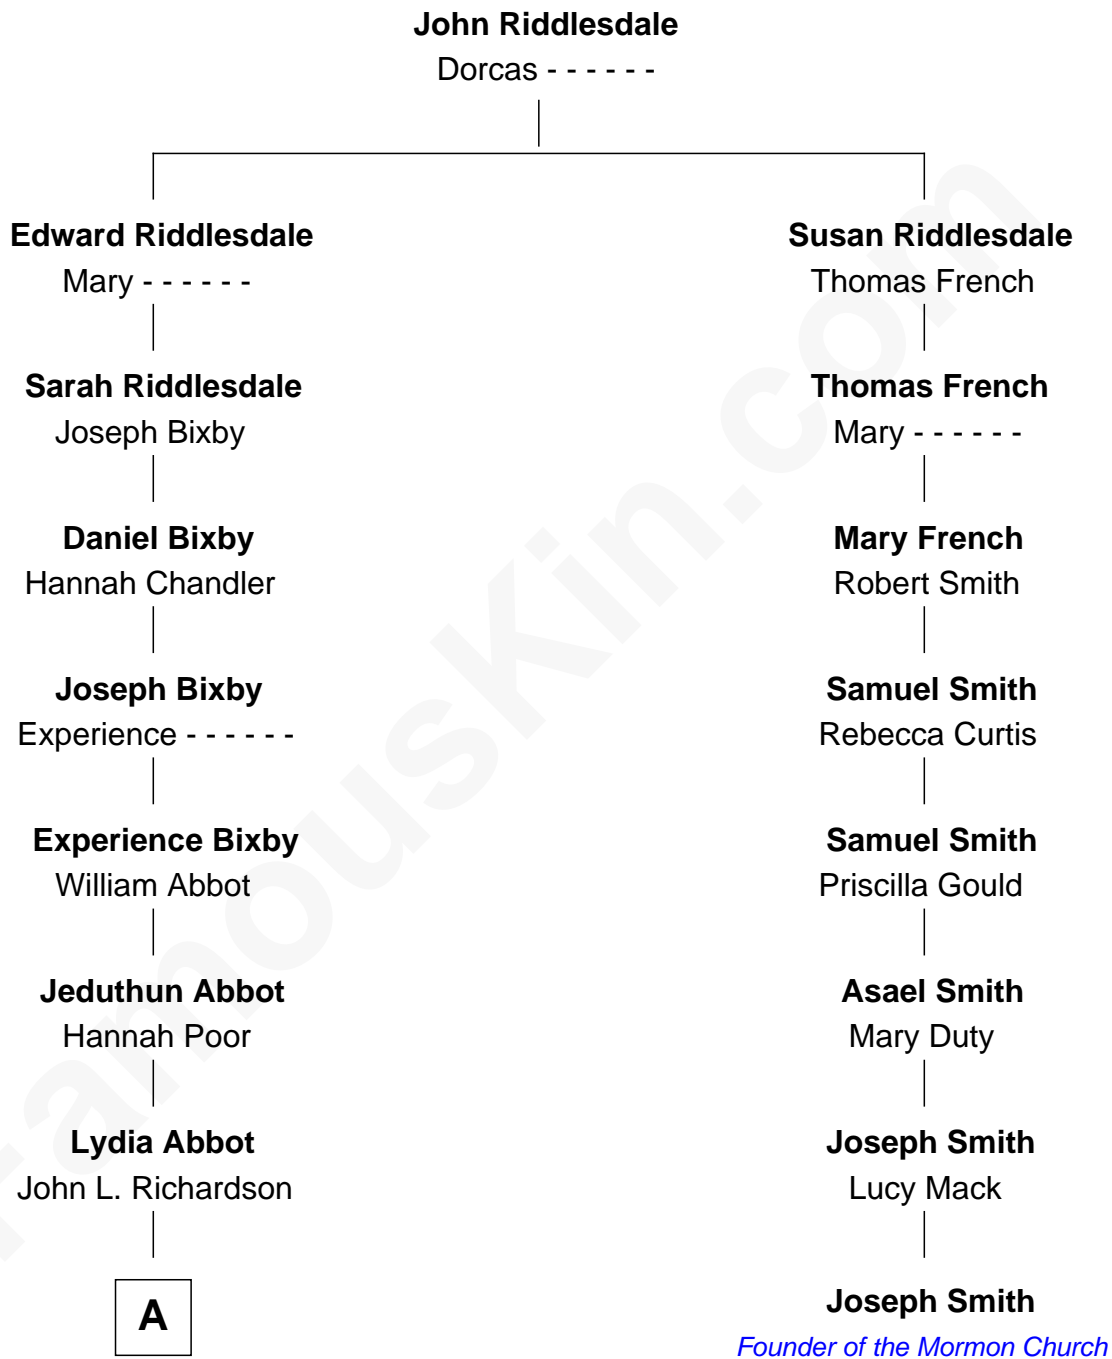 John Riddlesdale
Dorcas - - - - - -
Edward Riddlesdale
Mary - - - - - -
Sarah Riddlesdale
Joseph Bixby
Daniel Bixby
Hannah Chandler
Joseph Bixby
Experience - - - - - -
Experience Bixby
William Abbot
Jeduthun Abbot
Hannah Poor
Lydia Abbot
John L. Richardson
A
Susan Riddlesdale
Thomas French
Thomas French
Mary - - - - - -
Mary French
Robert Smith
Samuel Smith
Rebecca Curtis
Samuel Smith
Priscilla Gould
Asael Smith
Mary Duty
Joseph Smith
Lucy Mack
Joseph Smith
Founder of the Mormon Church
FamousKin.com